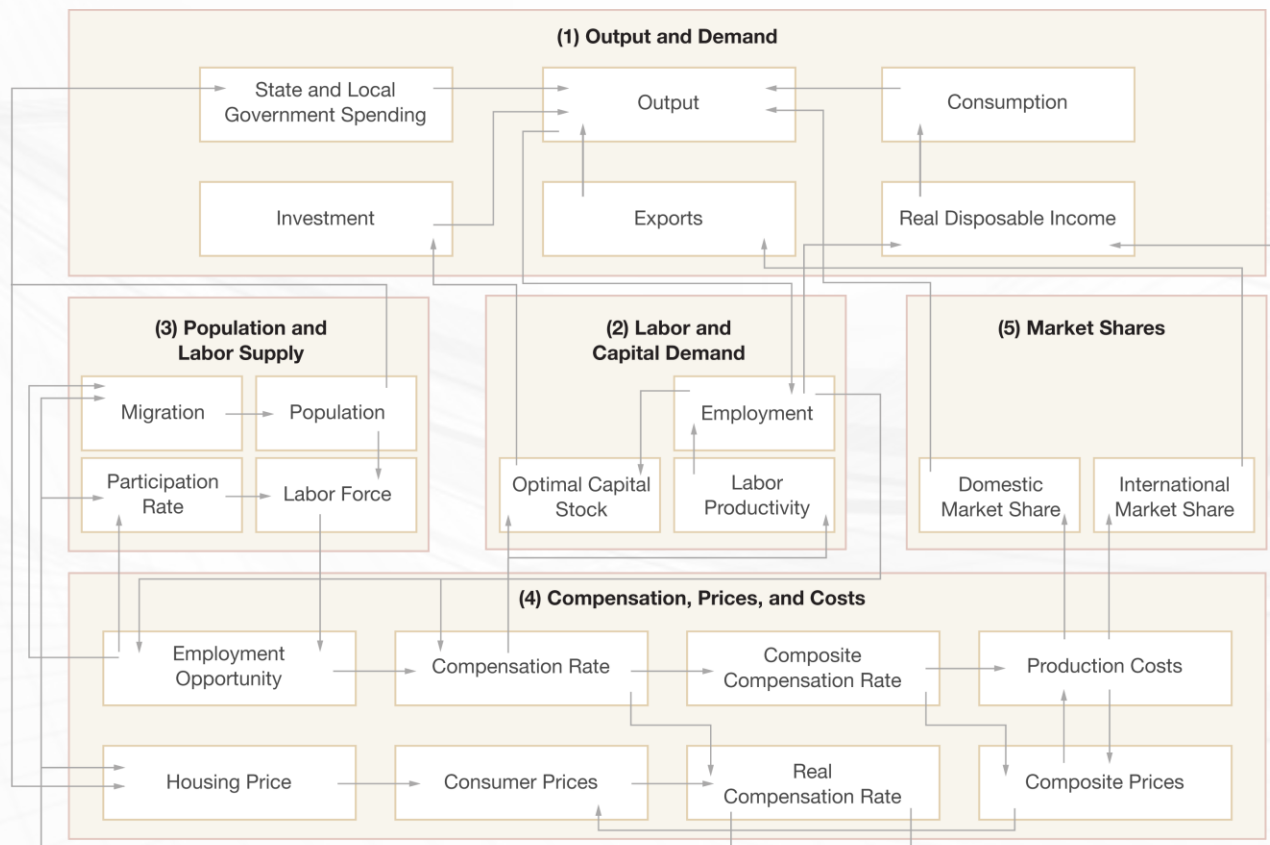 (1) Output and Demand
State and Local
Government Spending
Output
Consumption
Investment
Exports
Real Disposable Income
(3) Population and
Labor Supply
Migration
Population
Participation
Rate
Labor Force
(2) Labor and
Capital Demand
Employment
Optimal Capital
Stock
Labor
Productivity
(5) Market Shares
Domestic
Market Share
International
Market Share
(4) Compensation, Prices, and Costs
Employment
Opportunity
Compensation Rate
Composite
Compensation Rate
Production Costs
Housing Price
Consumer Prices
Real
Compensation Rate
Composite Prices